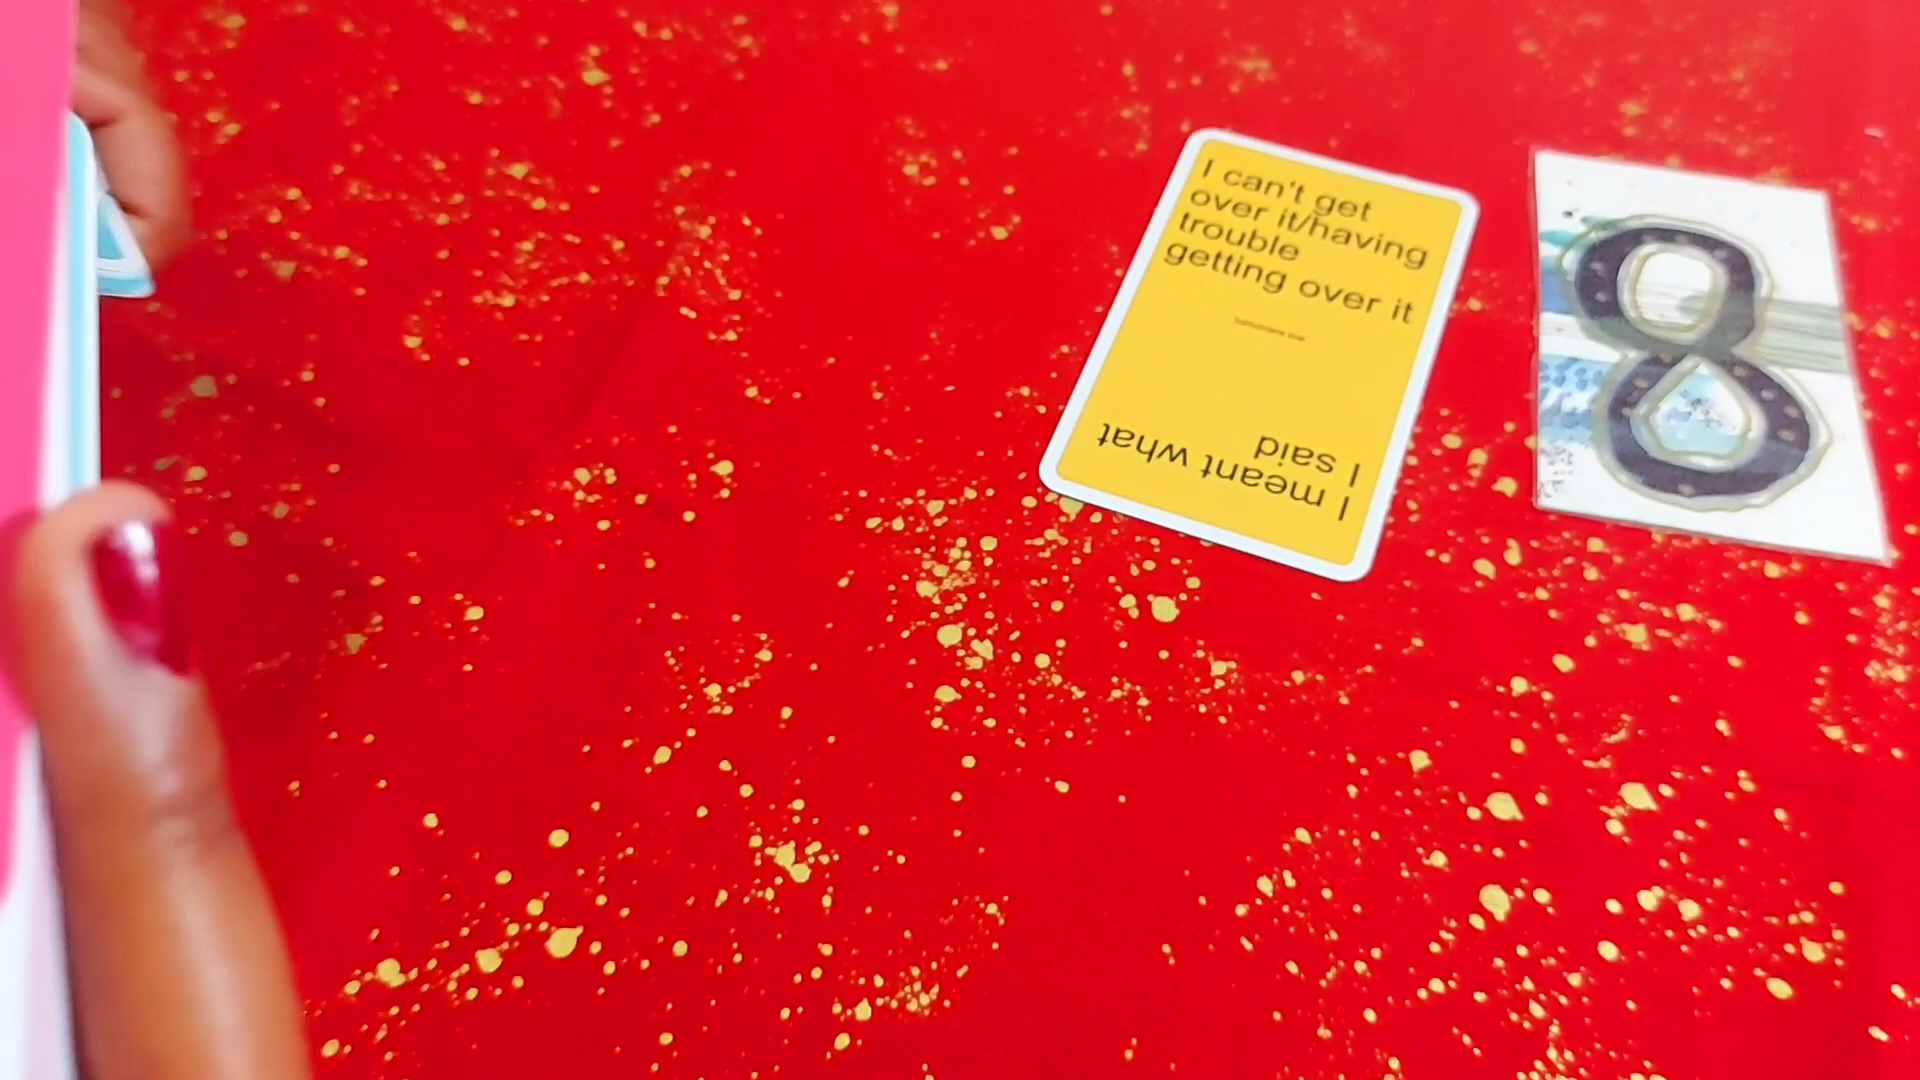 I can't get
over it/having
trouble
getting over it
I meant what
I said
8